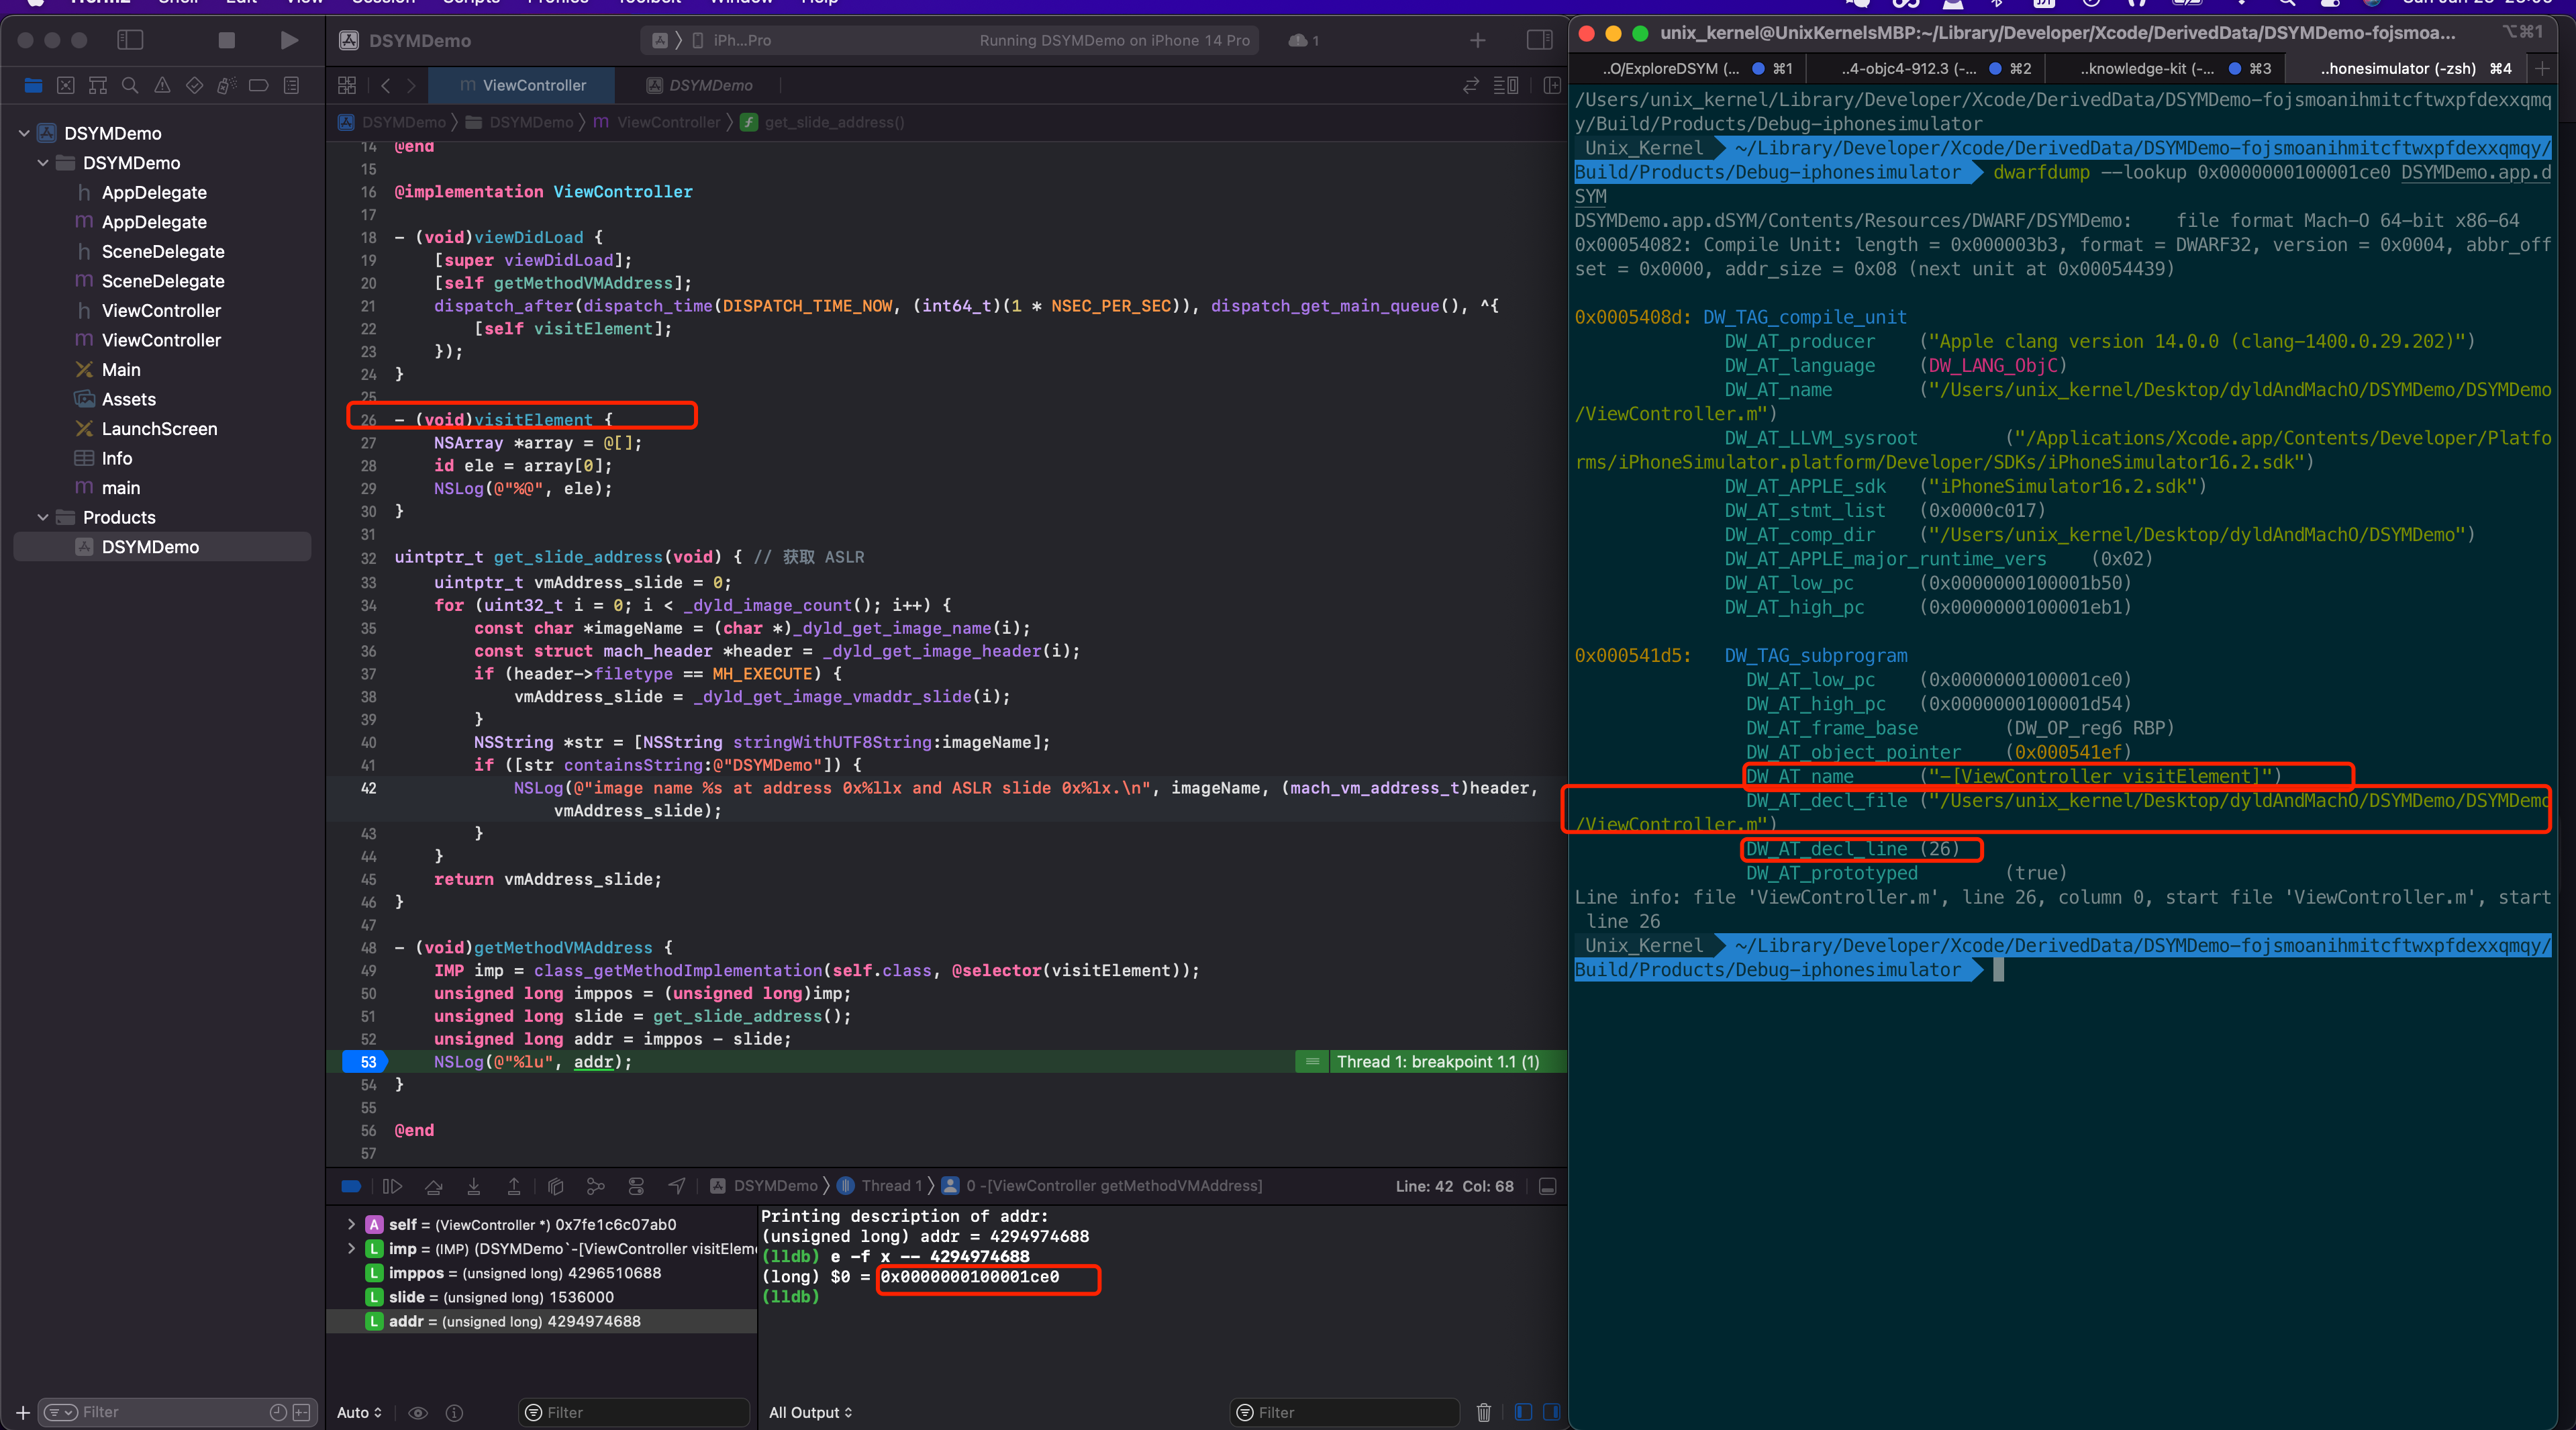 DSYMDemo
iPh...Pro
Running DSYMDemo on iPhone 14 Pro
1
ViewController
DSYMDemo
DSYMDemo
DSYMDemo
ViewController
get_slide_address()
DSYMDemo
DSYMDemo
h AppDelegate
m AppDelegate
h SceneDelegate
m SceneDelegate
h ViewController
m ViewController
Main
Assets
LaunchScreen
Info
m main
Products
DSYMDemo
Filter
14 @end
15
16 @implementation ViewController
17
18 - (void)viewDidLoad {
19 [super viewDidLoad];
20 [self getMethodVMAddress];
21 dispatch_after(dispatch_time(DISPATCH_TIME_NOW, (int64_t)(1 * NSEC_PER_SEC)), dispatch_get_main_queue(), ^{
22 [self visitElement];
23 });
24 }
25
26 - (void)visitElement {
27 NSArray *array = @[];
28 id ele = array[0];
29 NSLog(@"%@", ele);
30 }
31
32 uintptr_t get_slide_address(void) { // 获取 ASLR
33 uintptr_t vmAddress_slide = 0;
34 for (uint32_t i = 0; i < _dyld_image_count(); i++) {
35 const char *imageName = (char *)_dyld_get_image_name(i);
36 const struct mach_header *header = _dyld_get_image_header(i);
37 if (header->filetype == MH_EXECUTE) {
38 vmAddress_slide = _dyld_get_image_vmaddr_slide(i);
39 }
40 NSString *str = [NSString stringWithUTF8String:imageName];
41 if ([str containsString:@"DSYMDemo"]) {
42 NSLog(@"image name %s at address 0x%llx and ASLR slide 0x%lx.\n", imageName, (mach_vm_address_t)header,
vmAddress_slide);
43 }
44 }
45 return vmAddress_slide;
46 }
47
48 - (void)getMethodVMAddress {
49 IMP imp = class_getMethodImplementation(self.class, @selector(visitElement));
50 unsigned long imppos = (unsigned long)imp;
51 unsigned long slide = get_slide_address();
52 unsigned long addr = imppos - slide;
53 NSLog(@"%lu", addr);
Thread 1: breakpoint 1.1 (1)
54 }
55
56 @end
57
DSYMDemo
Thread 1
0 -[ViewController getMethodVMAddress]
Line: 42 Col: 68
A self = (ViewController *) 0x7fe1c6c07ab0
L imp = (IMP) (DSYMDemo`-[ViewController visitElem
L imppos = (unsigned long) 4296510688
L slide = (unsigned long) 1536000
L addr = (unsigned long) 4294974688
Auto
Filter
Printing description of addr:
(unsigned long) addr = 4294974688
(lldb) e -f x -- 4294974688
(long) $0 = 0x0000000100001ce0
(lldb)
All Output
Filter
unix_kernel@UnixKernelsMBP:~/Library/Developer/Xcode/DerivedData/DSYMDemo-fojsmoa...
⌥⌘1
..O/ExploreDSYM (... ⌘1
..4-objc4-912.3 (-... ⌘2
..knowledge-kit (-... ⌘3
..honesimulator (-zsh) ⌘4
/Users/unix_kernel/Library/Developer/Xcode/DerivedData/DSYMDemo-fojsmoanihmitcftwxpfdexxqmq
y/Build/Products/Debug-iphonesimulator
Unix_Kernel ~/Library/Developer/Xcode/DerivedData/DSYMDemo-fojsmoanihmitcftwxpfdexxqmqy/
Build/Products/Debug-iphonesimulator dwarfdump --lookup 0x0000000100001ce0 DSYMDemo.app.d
SYM
DSYMDemo.app.dSYM/Contents/Resources/DWARF/DSYMDemo: file format Mach-O 64-bit x86-64
0x00054082: Compile Unit: length = 0x000003b3, format = DWARF32, version = 0x0004, abbr_off
set = 0x0000, addr_size = 0x08 (next unit at 0x00054439)
0x0005408d: DW_TAG_compile_unit
DW_AT_producer ("Apple clang version 14.0.0 (clang-1400.0.29.202)")
DW_AT_language (DW_LANG_ObjC)
DW_AT_name ("/Users/unix_kernel/Desktop/dyldAndMachO/DSYMDemo/DSYMDemo
/ViewController.m")
DW_AT_LLVM_sysroot ("/Applications/Xcode.app/Contents/Developer/Platfo
rms/iPhoneSimulator.platform/Developer/SDKs/iPhoneSimulator16.2.sdk")
DW_AT_APPLE_sdk ("iPhoneSimulator16.2.sdk")
DW_AT_stmt_list (0x0000c017)
DW_AT_comp_dir ("/Users/unix_kernel/Desktop/dyldAndMachO/DSYMDemo")
DW_AT_APPLE_major_runtime_vers (0x02)
DW_AT_low_pc (0x0000000100001b50)
DW_AT_high_pc (0x0000000100001eb1)
0x000541d5: DW_TAG_subprogram
DW_AT_low_pc (0x0000000100001ce0)
DW_AT_high_pc (0x0000000100001d54)
DW_AT_frame_base (DW_OP_reg6 RBP)
DW_AT_object_pointer (0x000541ef)
DW_AT_name ("-[ViewController visitElement]")
DW_AT_decl_file ("/Users/unix_kernel/Desktop/dyldAndMachO/DSYMDemo/DSYMDemo
/ViewController.m")
DW_AT_decl_line (26)
DW_AT_prototyped (true)
Line info: file 'ViewController.m', line 26, column 0, start file 'ViewController.m', start
line 26
Unix_Kernel ~/Library/Developer/Xcode/DerivedData/DSYMDemo-fojsmoanihmitcftwxpfdexxqmqy/
Build/Products/Debug-iphonesimulator